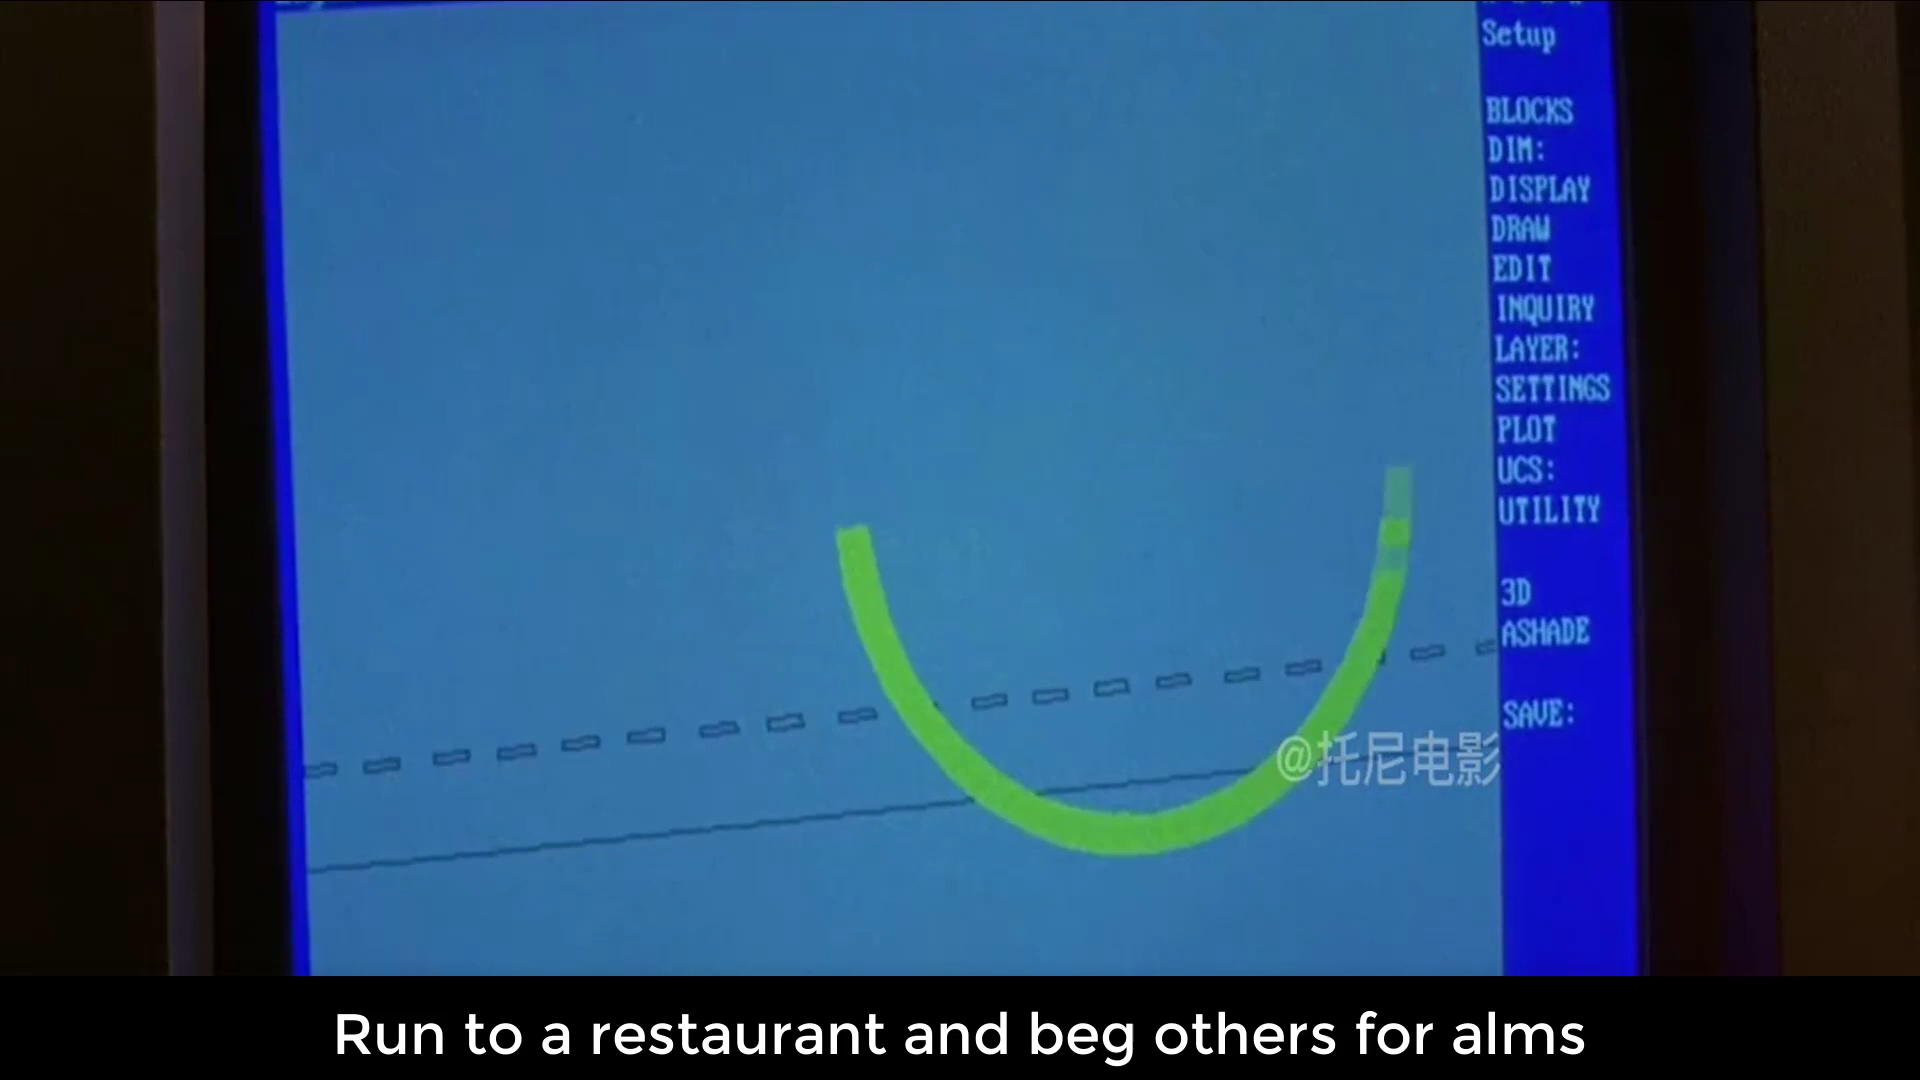 Setup
BLOCKS
DIM:
DISPLAY
DRAW
EDIT
INQUIRY
LAYER:
SETTINGS
PLOT
UCS:
UTILITY
3D
ASHADE
SAVE:
@托尼电影
Run to a restaurant and beg others for alms